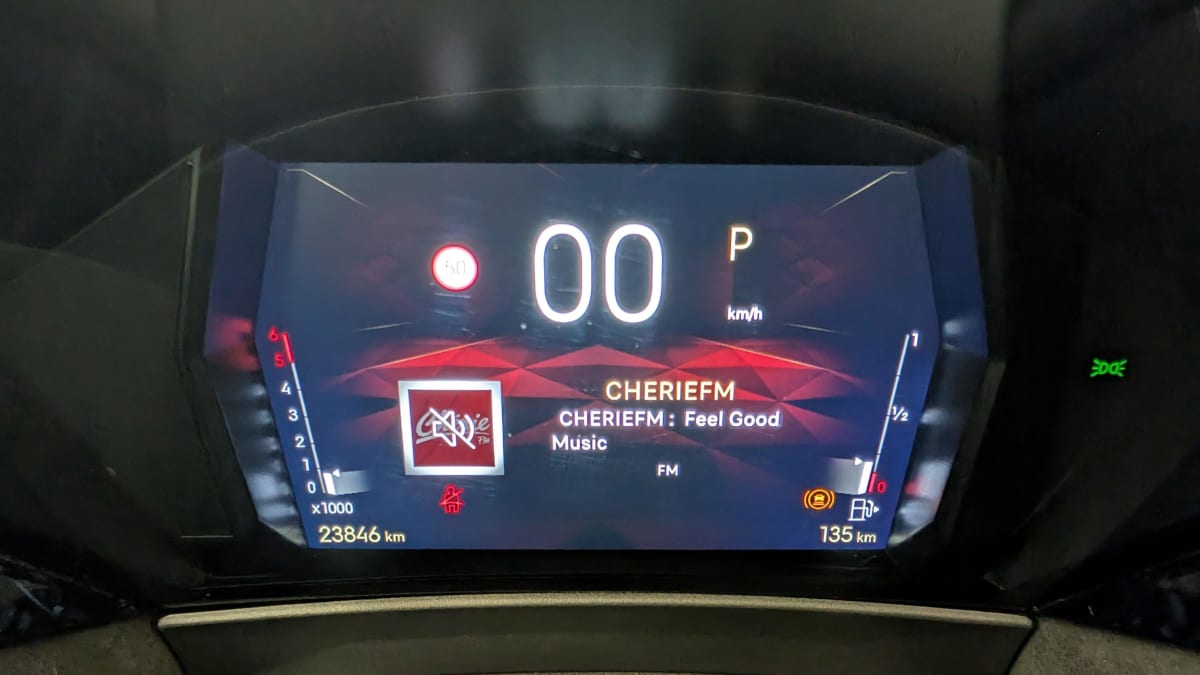 50
00
P
km/h
6
5
4
3
2
1
0
x1000
23846 km
CHERIEFM
CHERIEFM : Feel Good
Music
FM
1
1/2
0
135 km